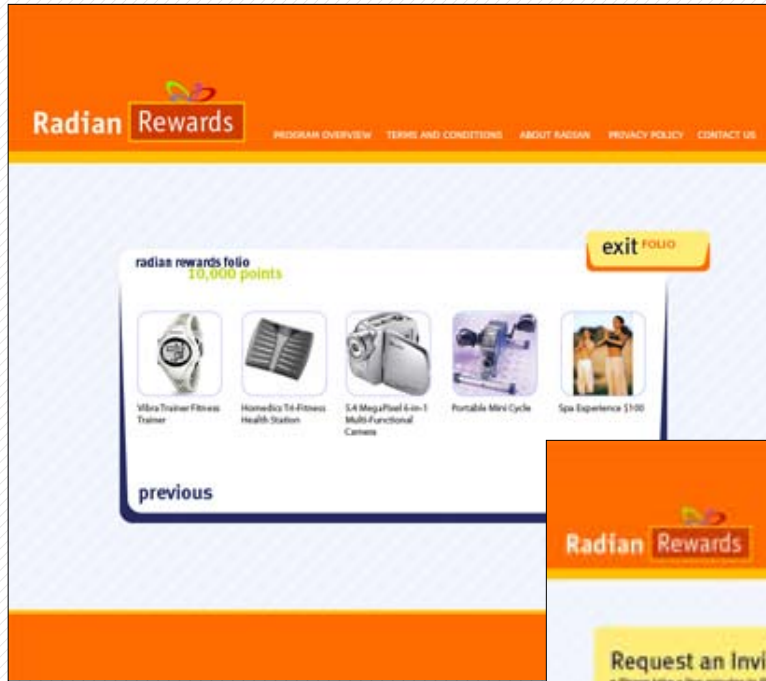 Radian Rewards
PROGRAM OVERVIEW TERMS AND CONDITIONS ABOUT RADIAN PRIVACY POLICY CONTACT US
exit FOLIO
radian rewards folio
10,000 points
Vibra Trainer Fitness
Trainer
Homedics Tri-Fitness
Health Station
5.4 MegaPixel 6-in-1
Multi-Functional
Camera
Portable Mini Cycle
Spa Experience $100
previous
Radian Rewards
Request an Invi